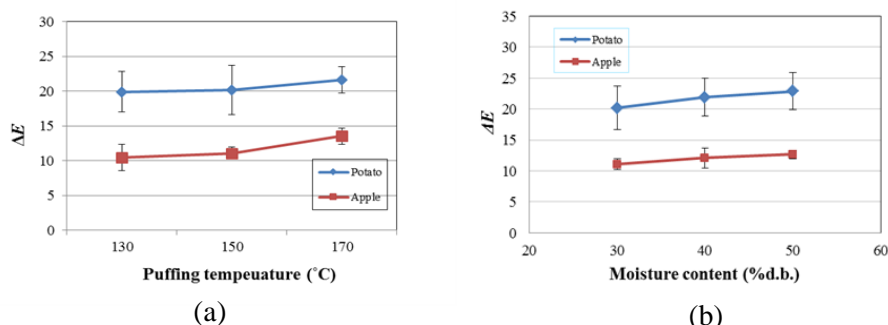 30
25
20
15
10
5
0
ΔE
130 150 170
Puffing tempeuature (˚C)
Potato
Apple
(a)
35
30
25
20
15
10
5
0
ΔE
20 30 40 50 60
Moisture content (%d.b.)
Potato
Apple
(b)